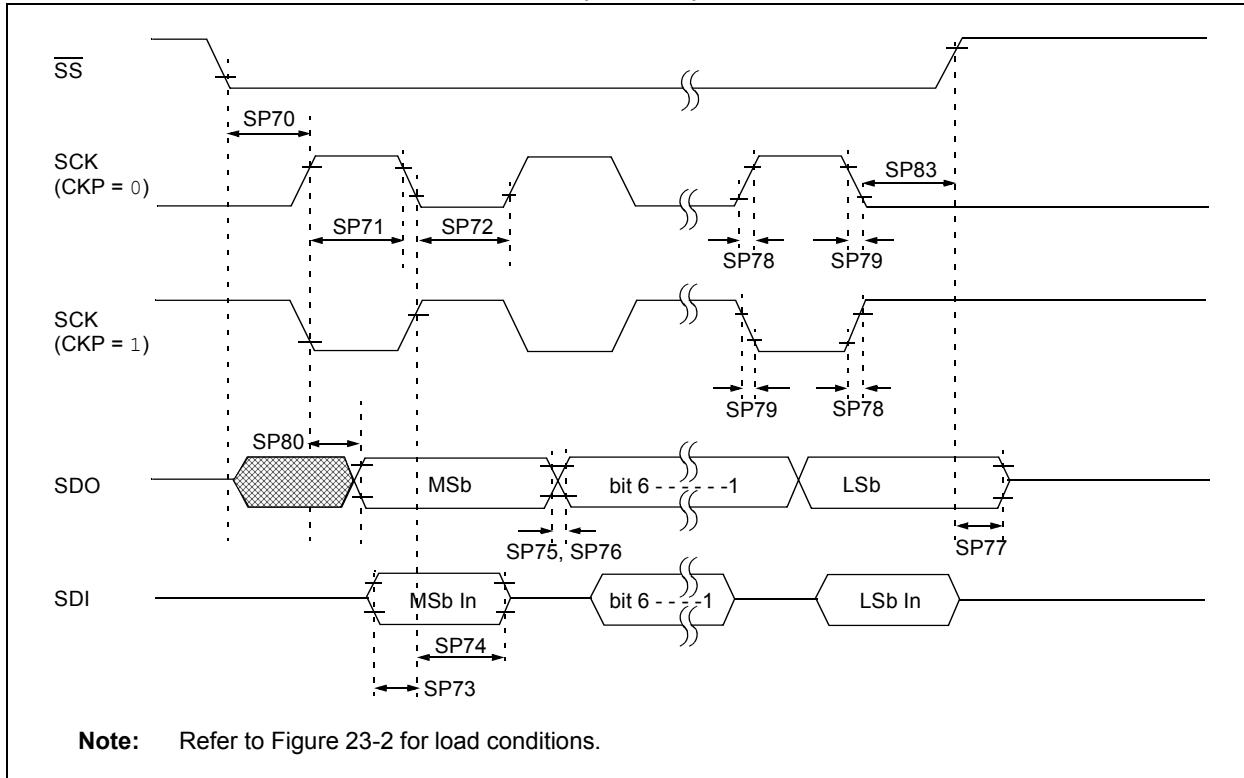 SS
SP70
SCK
(CKP = 0)
SP83
SP71
SP72
SP78
SP79
SCK
(CKP = 1)
SP79
SP78
SP80
SDO
MSb
bit 6 - - - - - -1
LSb
SP75, SP76
SP77
SDI
MSb In
bit 6 - - - - -1
LSb In
SP74
SP73
Note: Refer to Figure 23-2 for load conditions.